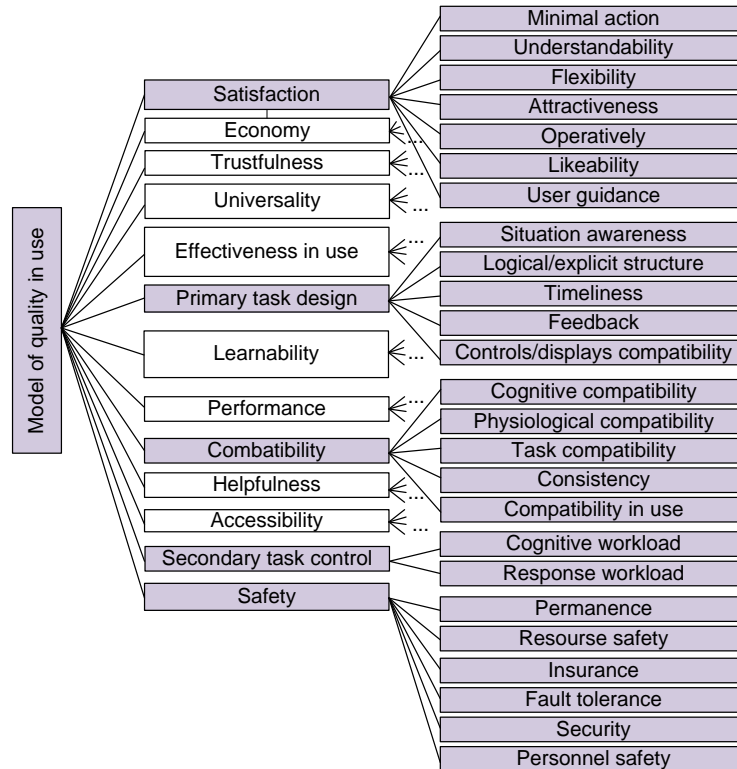 Model of quality in use
Satisfaction
Economy
...
Trustfulness
...
Universality
...
Effectiveness in use
...
Primary task design
Learnability
...
Performance
...
Combatibility
Helpfulness
...
Accessibility
...
Secondary task control
Safety
Minimal action
Understandability
Flexibility
Attractiveness
Operatively
Likeability
User guidance
Situation awareness
Logical/explicit structure
Timeliness
Feedback
Controls/displays compatibility
Cognitive compatibility
Physiological compatibility
Task compatibility
Consistency
Compatibility in use
Cognitive workload
Response workload
Permanence
Resourse safety
Insurance
Fault tolerance
Security
Personnel safety